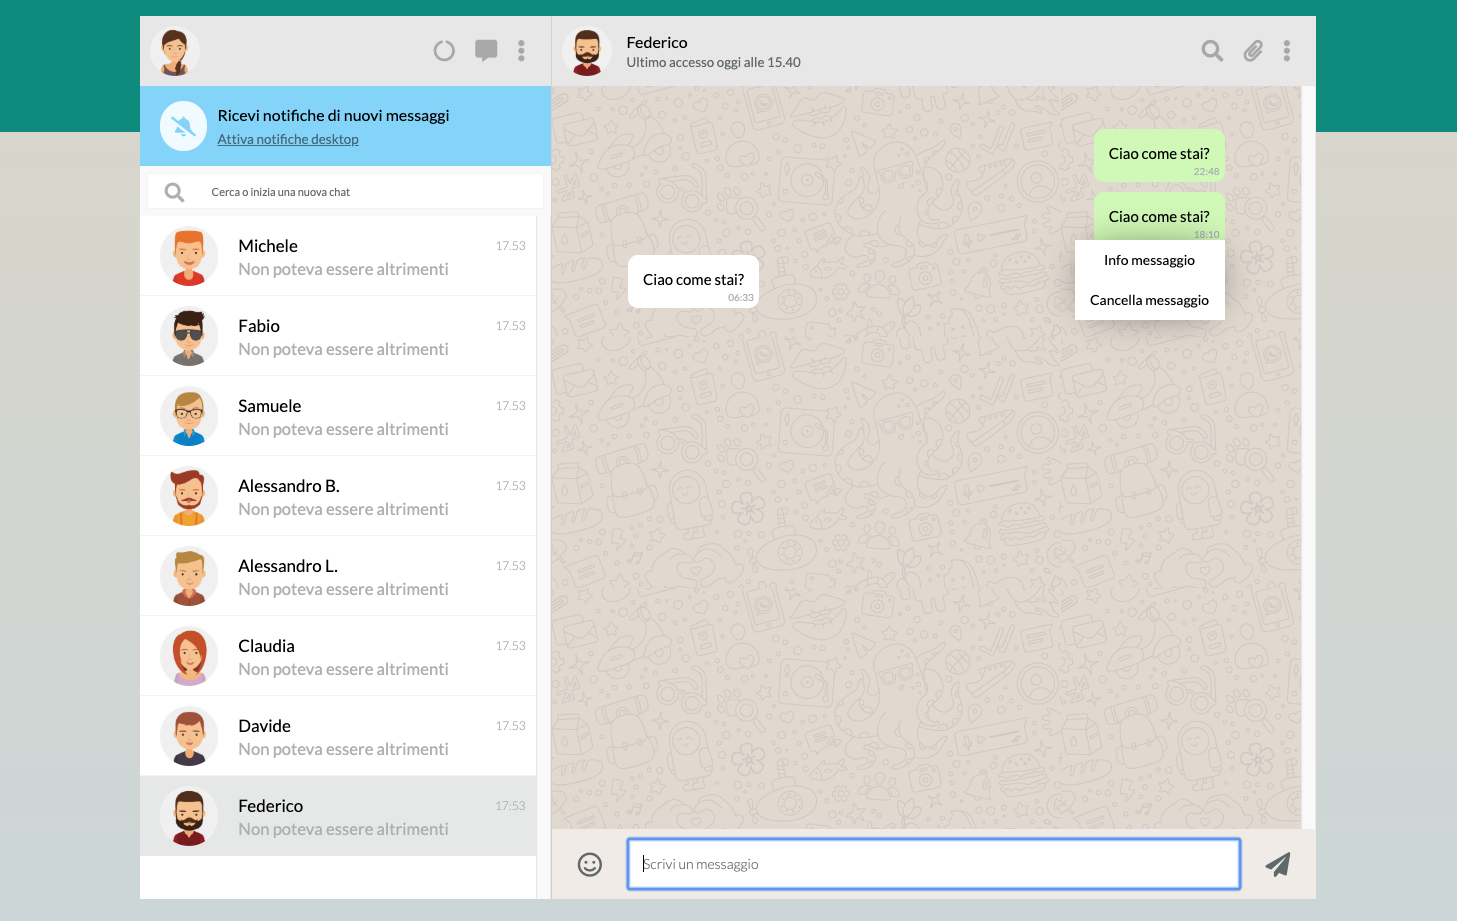 Ricevi notifiche di nuovi messaggi
Attiva notifiche desktop
Cerca o inizia una nuova chat
Michele 17.53
Non poteva essere altrimenti
Fabio 17.53
Non poteva essere altrimenti
Samuele 17.53
Non poteva essere altrimenti
Alessandro B. 17.53
Non poteva essere altrimenti
Alessandro L. 17.53
Non poteva essere altrimenti
Claudia 17.53
Non poteva essere altrimenti
Davide 17.53
Non poteva essere altrimenti
Federico 17:53
Non poteva essere altrimenti
Federico
Ultimo accesso oggi alle 15.40
Ciao come stai?
22:48
Ciao come stai?
18:10
Info messaggio
Cancella messaggio
Ciao come stai?
06:33
Scrivi un messaggio